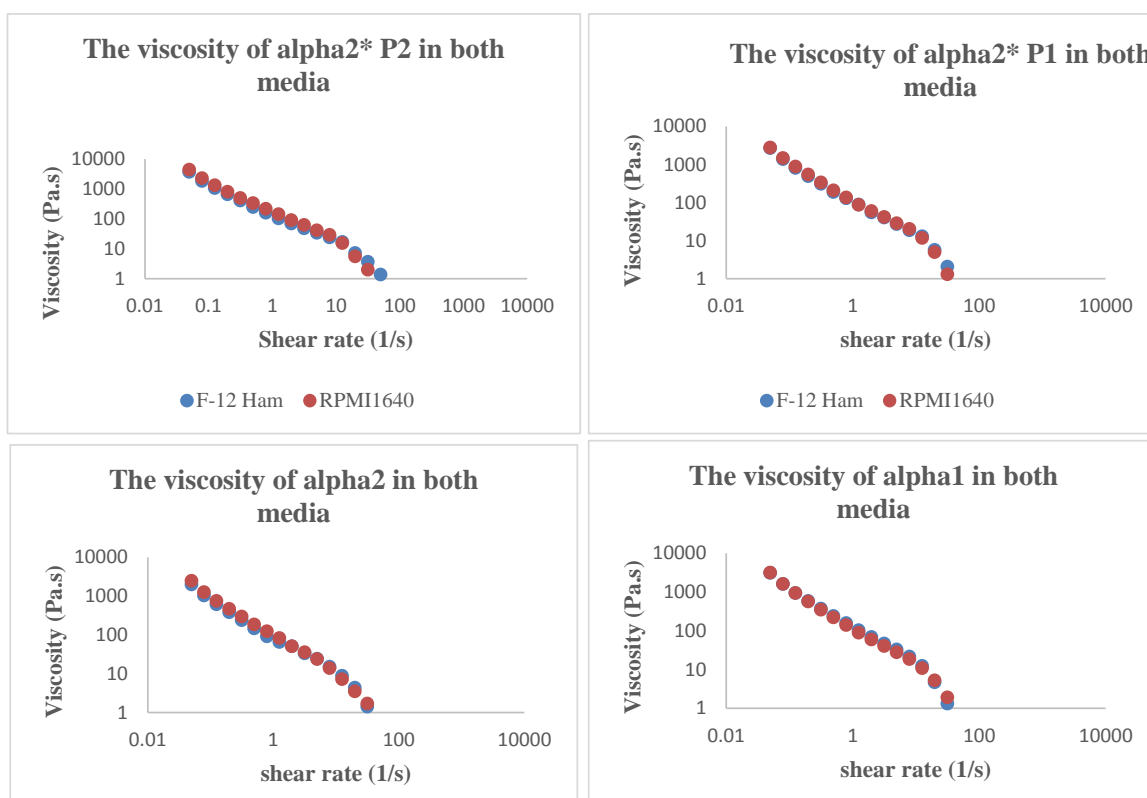 The viscosity of alpha2* P2 in both
media
Viscosity (Pa.s)
10000
1000
100
10
1
0.01 0.1 1 10 100 1000 10000
Shear rate (1/s)
F-12 Ham RPMI1640
The viscosity of alpha2* P1 in both
media
Viscosity (Pa.s)
10000
1000
100
10
1
0.01 1 100 10000
shear rate (1/s)
F-12 Ham RPMI1640
The viscosity of alpha2 in both
media
Viscosity (Pa.s)
10000
1000
100
10
1
0.01 1 100 10000
shear rate (1/s)
The viscosity of alpha1 in both
media
Viscosity (Pa.s)
10000
1000
100
10
1
0.01 1 100 10000
shear rate (1/s)